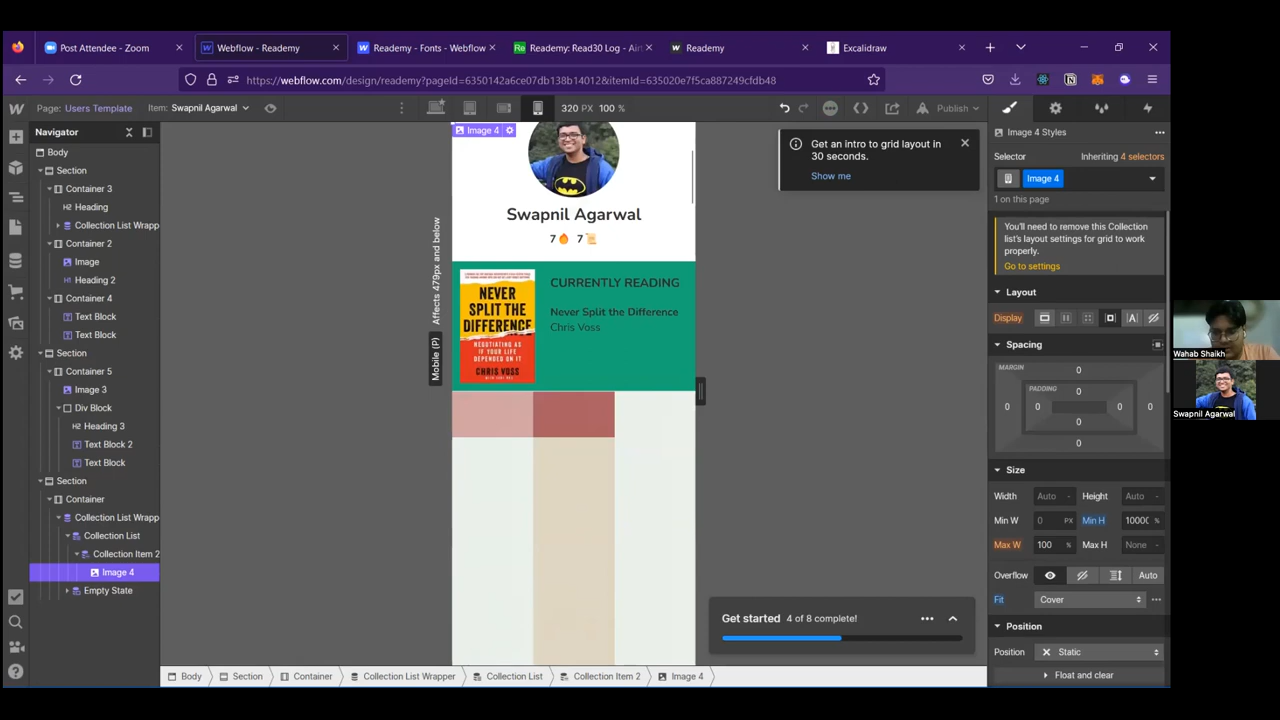 Post Attendee - Zoom
Webflow - Reademy
Reademy - Fonts - Webflow
Reademy: Read30 Log - Air
Reademy
Excalidraw
https://webflow.com/design/reademy?pageId=6350142a6ce07db138b14012&itemId=635020e7f5ca887249cfdb48
Page: Users Template
Item: Swapnil Agarwal
320 PX 100 %
Publish
Navigator
Body
Section
Container 3
Heading
Collection List Wrapp
Container 2
Image
Heading 2
Container 4
Text Block
Text Block
Section
Container 5
Image 3
Div Block
Heading 3
Text Block 2
Text Block
Section
Container
Collection List Wrapp
Collection List
Collection Item 2
Image 4
Empty State
Affects 479px and below
Mobile (P)
Image 4
Swapnil Agarwal
7 7
NEVER
SPLIT THE
DIFFERENCE
NEGOTIATING AS
IF YOUR LIFE
DEPENDED ON IT
CHRIS VOSS
CURRENTLY READING
Never Split the Difference
Chris Voss
Get an intro to grid layout in
30 seconds.
Show me
Get started 4 of 8 complete!
Body
Section
Container
Collection List Wrapper
Collection List
Collection Item 2
Image 4
Image 4 Styles
Selector Inheriting 4 selectors
Image 4
1 on this page
You'll need to remove this Collection
list's layout settings for grid to work
properly.
Go to settings
Layout
Display
Spacing
MARGIN
0
PADDING
0
0 0 0 0
0
0
Size
Width Auto - Height Auto -
Min W 0 PX Min H 1000 %
Max W 100 % Max H None -
Overflow Auto
Fit Cover
Position
Position Static
Float and clear
Wahab Shaikh
Swapnil Agarwal